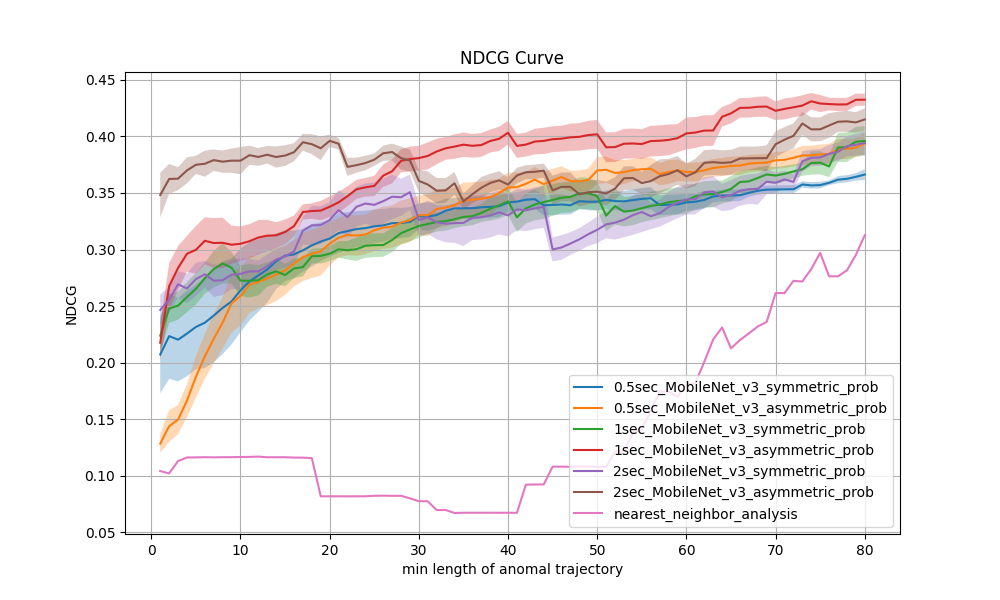 NDCG Curve
0.45
0.40
0.35
0.30
0.25
0.20
0.15
0.10
0.05
NDCG
0.5sec_MobileNet_v3_symmetric_prob
0.5sec_MobileNet_v3_asymmetric_prob
1sec_MobileNet_v3_symmetric_prob
1sec_MobileNet_v3_asymmetric_prob
2sec_MobileNet_v3_symmetric_prob
2sec_MobileNet_v3_asymmetric_prob
nearest_neighbor_analysis
0 10 20 30 40 50 60 70 80
min length of anomal trajectory